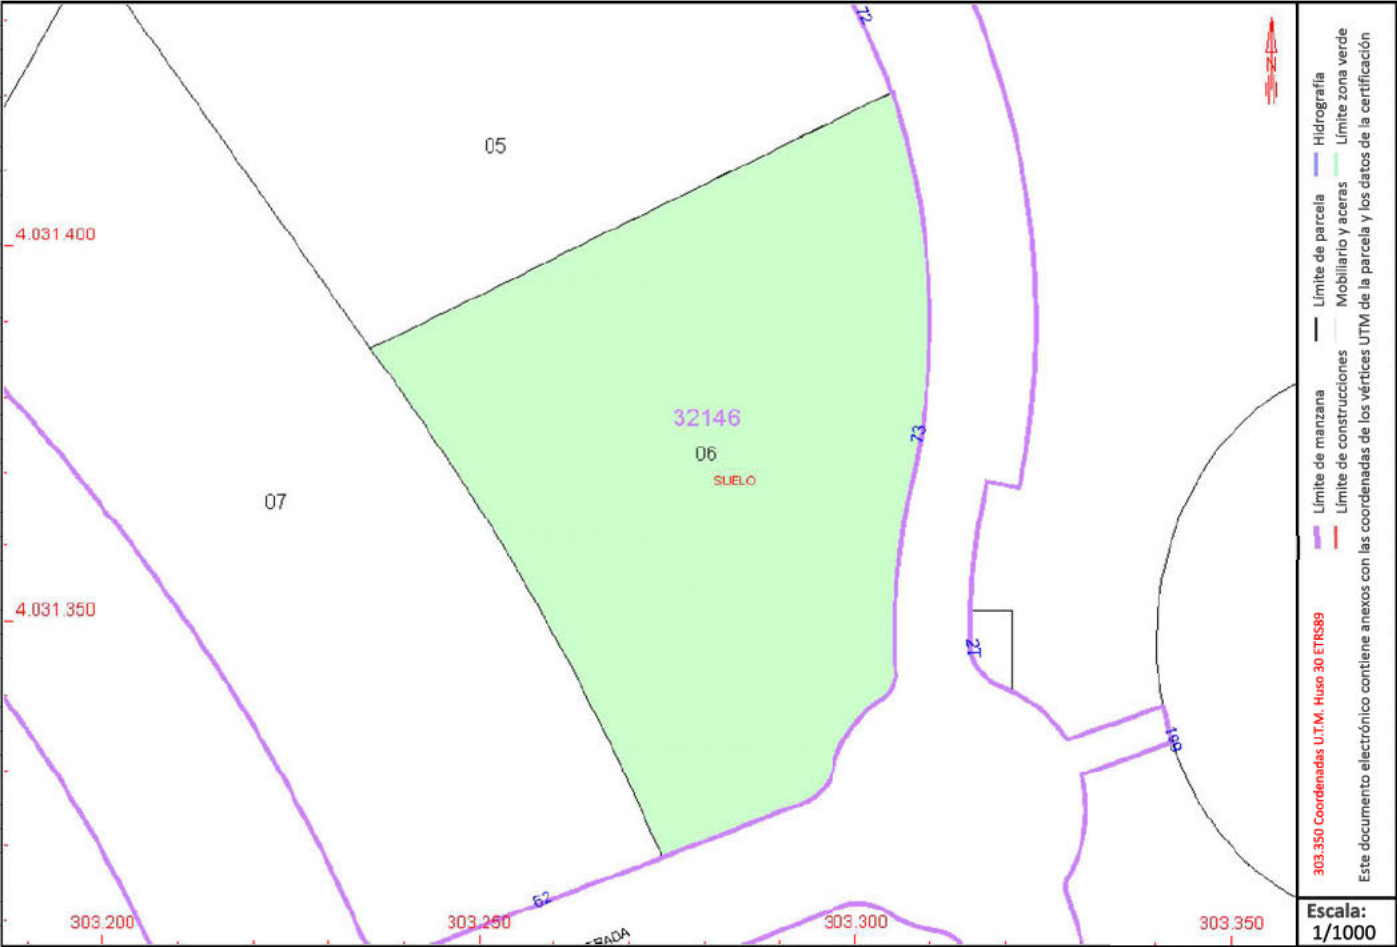 72
N
05
4.031.400
32146
06
73
SUELO
07
4.031.350
12
199
62
303.200
303.250
303.300
303.350
Límite de manzana
Límite de parcela
Hidrografía
Límite de construcciones
Mobiliario y aceras
Límite zona verde
303.350 Coordenadas U.T.M. Huso 30 ETRS89
Este documento electrónico contiene anexos con las coordenadas de los vértices UTM de la parcela y los datos de la certificación
Escala:
1/1000